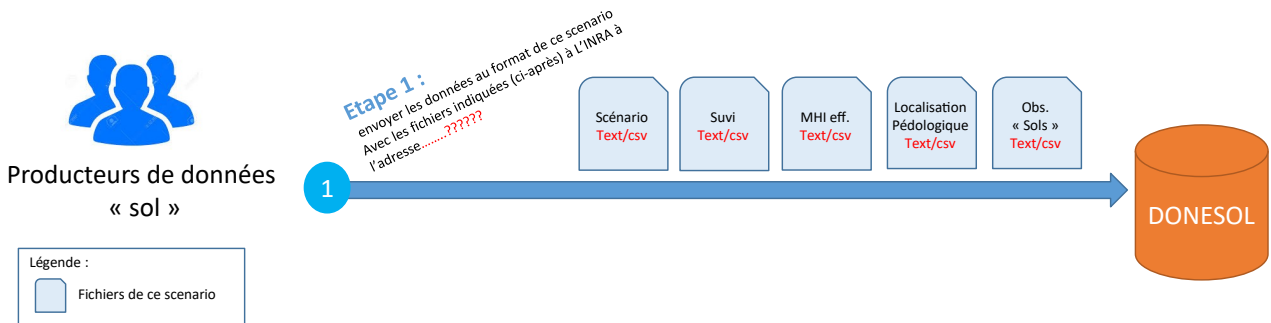 Etape 1 :
envoyer les données au format de ce scenario
Avec les fichiers indiquées (ci-après) à L'INRA à
l'adresse........??????
Scénario
Text/csv
Suvi
Text/csv
MHI eff.
Text/csv
Localisation
Pédologique
Text/csv
Obs.
« Sols »
Text/csv
Producteurs de données
« sol »
1
DONESOL
Légende :
Fichiers de ce scenario